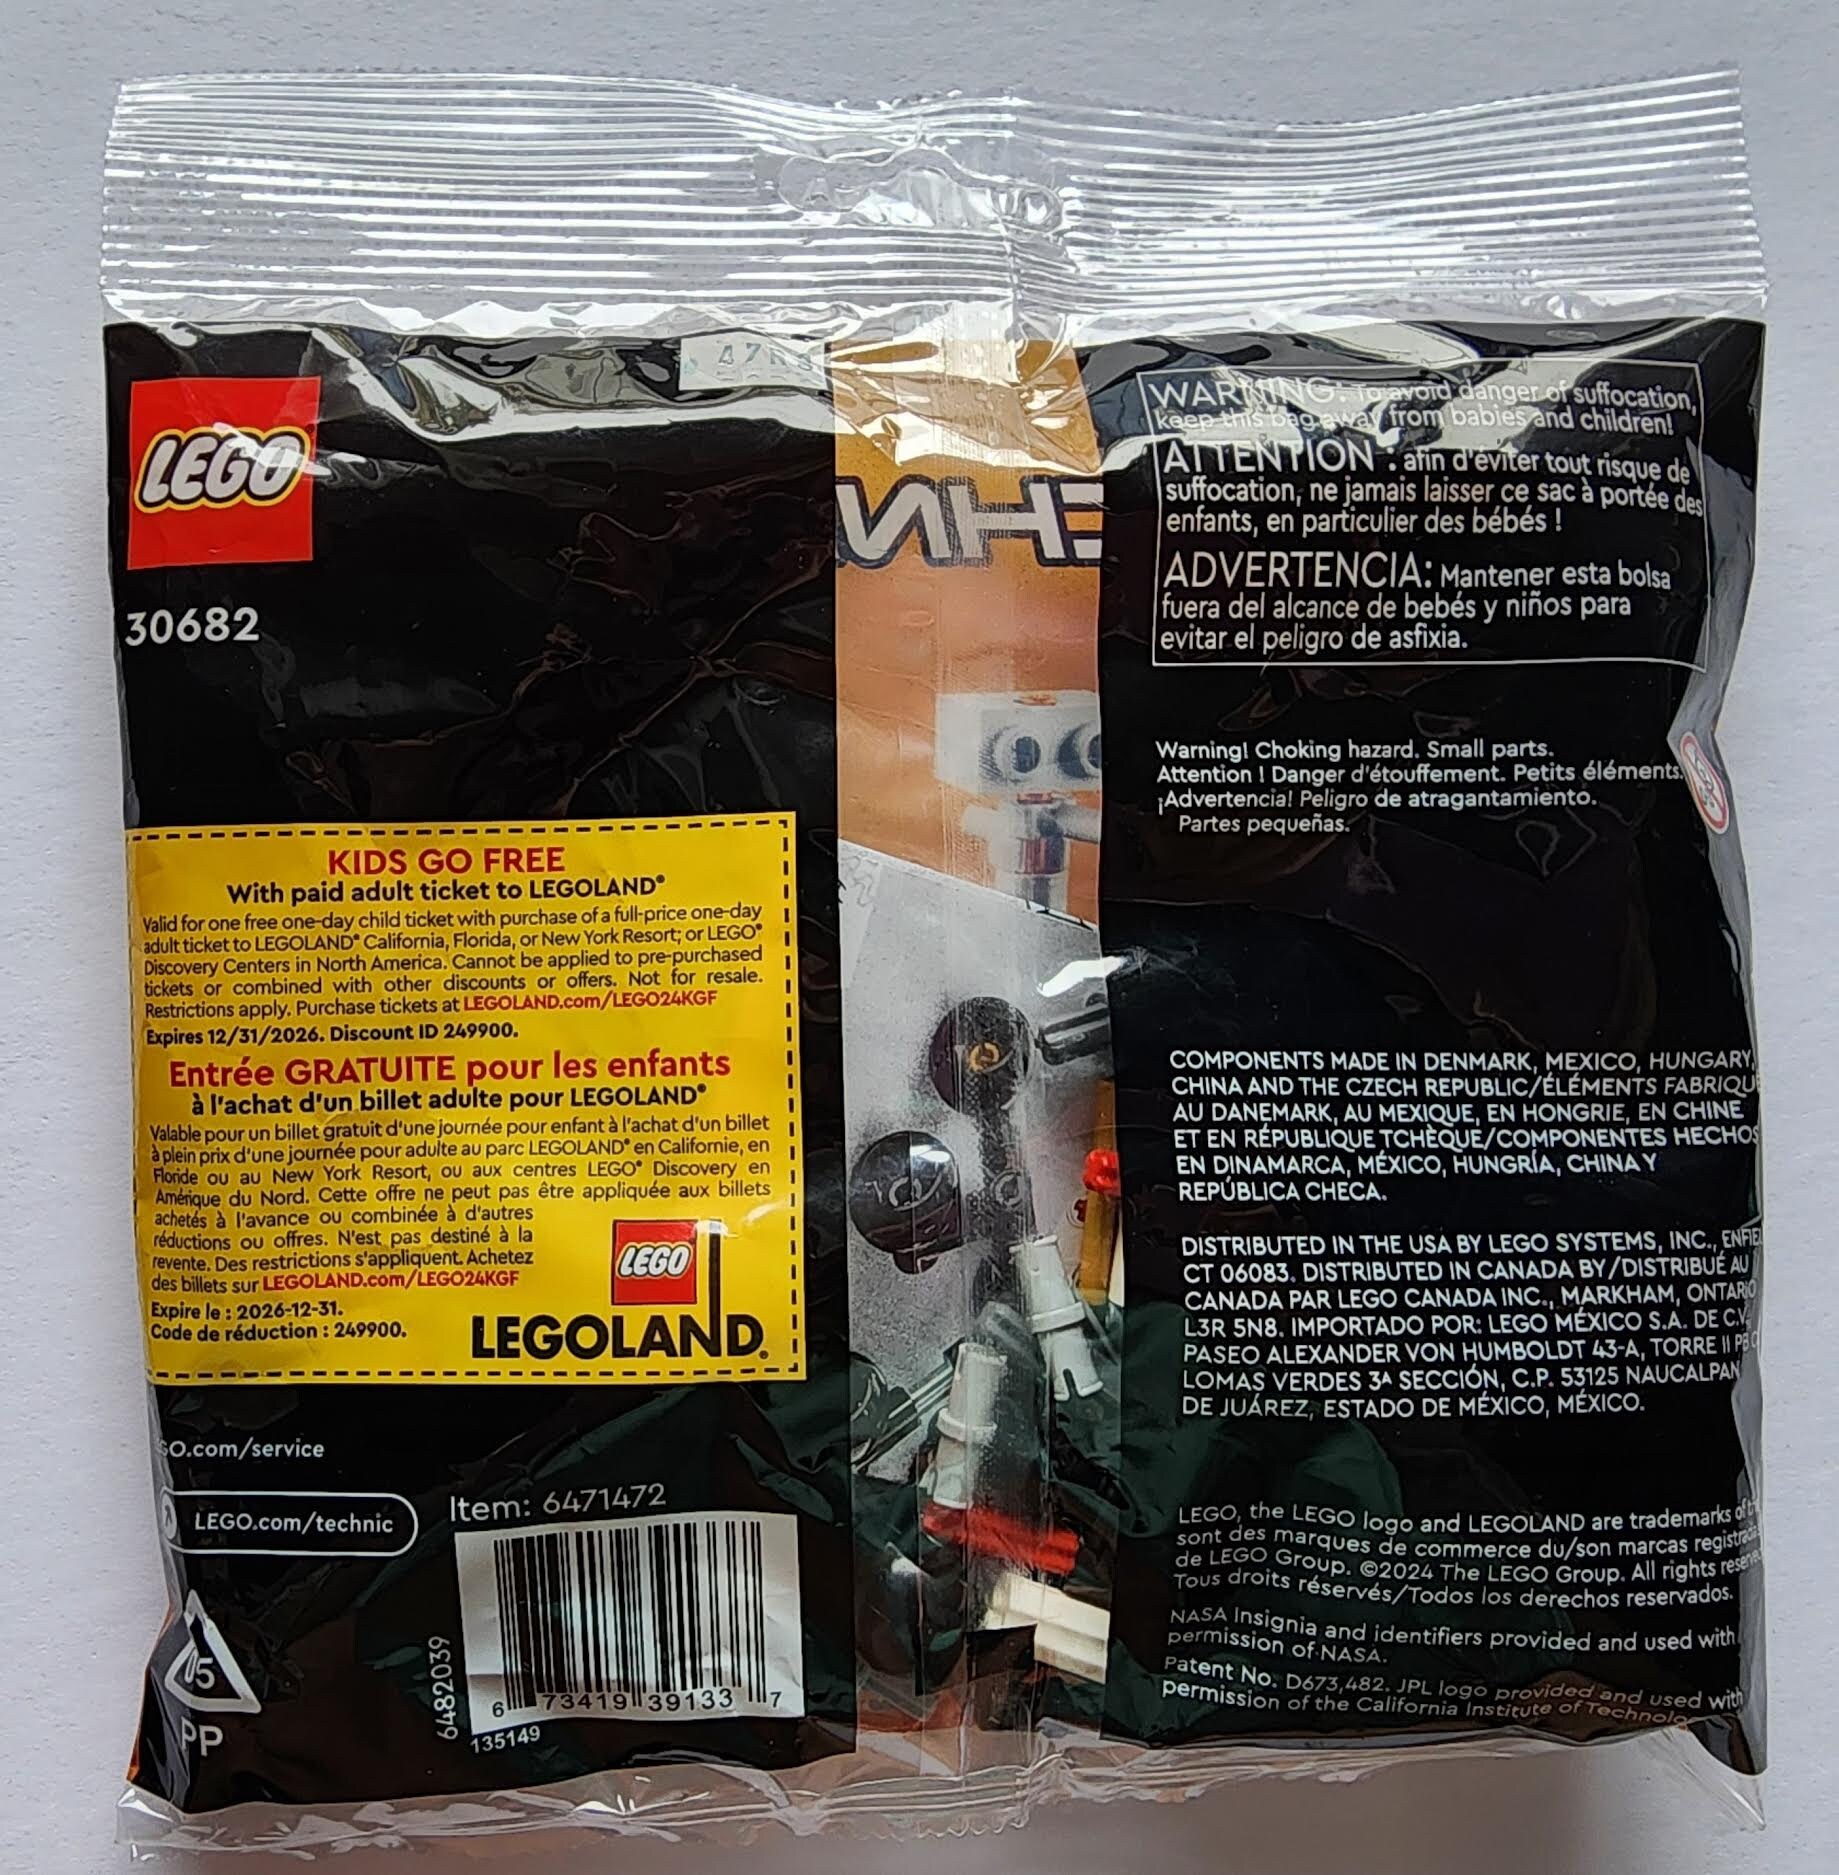 47R3
LEGO
30682
KIDS GO FREE
With paid adult ticket to LEGOLAND®
Valid for one free one-day child ticket with purchase of a full-price one-day
adult ticket to LEGOLAND® California, Florida, or New York Resort; or LEGO®
Discovery Centers in North America. Cannot be applied to pre-purchased
tickets or combined with other discounts or offers. Not for resale.
Restrictions apply. Purchase tickets at LEGOLAND.com/LEGO24KGF
Expires 12/31/2026. Discount ID 249900.
Entrée GRATUITE pour les enfants
à l'achat d'un billet adulte pour LEGOLAND®
Valable pour un billet gratuit d'une journée pour enfant à l'achat d'un billet
à plein prix d'une journée pour adulte au parc LEGOLAND® en Californie, en
Floride ou au New York Resort, ou aux centres LEGO® Discovery en
Amérique du Nord. Cette offre ne peut pas être appliquée aux billets
achetés à l'avance ou combinée à d'autres
réductions ou offres. N'est pas destiné à la
revente. Des restrictions s'appliquent. Achetez
des billets sur LEGOLAND.com/LEGO24KGF
Expire le : 2026-12-31.
Code de réduction : 249900.
LEGO
LEGOLAND®
GO.com/service
LEGO.com/technic
Item: 6471472
6 73419 39133 7
135149
6482039
05
PP
WARNING: To avoid danger of suffocation,
keep this bag away from babies and children!
ATTENTION : afin d'éviter tout risque de
suffocation, ne jamais laisser ce sac à portée des
enfants, en particulier des bébés !
ADVERTENCIA: Mantener esta bolsa
fuera del alcance de bebés y niños para
evitar el peligro de asfixia.
Warning! Choking hazard. Small parts.
Attention ! Danger d'étouffement. Petits éléments.
¡Advertencia! Peligro de atragantamiento.
Partes pequeñas.
COMPONENTS MADE IN DENMARK, MEXICO, HUNGARY,
CHINA AND THE CZECH REPUBLIC/ÉLÉMENTS FABRIQU
AU DANEMARK, AU MEXIQUE, EN HONGRIE, EN CHINE
ET EN RÉPUBLIQUE TCHÈQUE/COMPONENTES HECHOS
EN DINAMARCA, MÉXICO, HUNGRÍA, CHINA Y
REPÚBLICA CHECA.
DISTRIBUTED IN THE USA BY LEGO SYSTEMS, INC., ENFIEL
CT 06083. DISTRIBUTED IN CANADA BY/DISTRIBUÉ AU
CANADA PAR LEGO CANADA INC., MARKHAM, ONTARIO
L3R 5N8. IMPORTADO POR: LEGO MÉXICO S.A. DE C.V.
PASEO ALEXANDER VON HUMBOLDT 43-A, TORRE II PB
LOMAS VERDES 3ᴬ SECCIÓN, C.P. 53125 NAUCALPAN
DE JUÁREZ, ESTADO DE MÉXICO, MÉXICO.
LEGO, the LEGO logo and LEGOLAND are trademarks of
sont des marques de commerce du/son marcas registrada
de LEGO Group. ©2024 The LEGO Group. All rights reserve
Tous droits réservés/Todos los derechos reservados.
NASA Insignia and identifiers provided and used with
permission of NASA.
Patent No. D673,482. JPL logo provided and used with
permission of the California Institute of Technolo